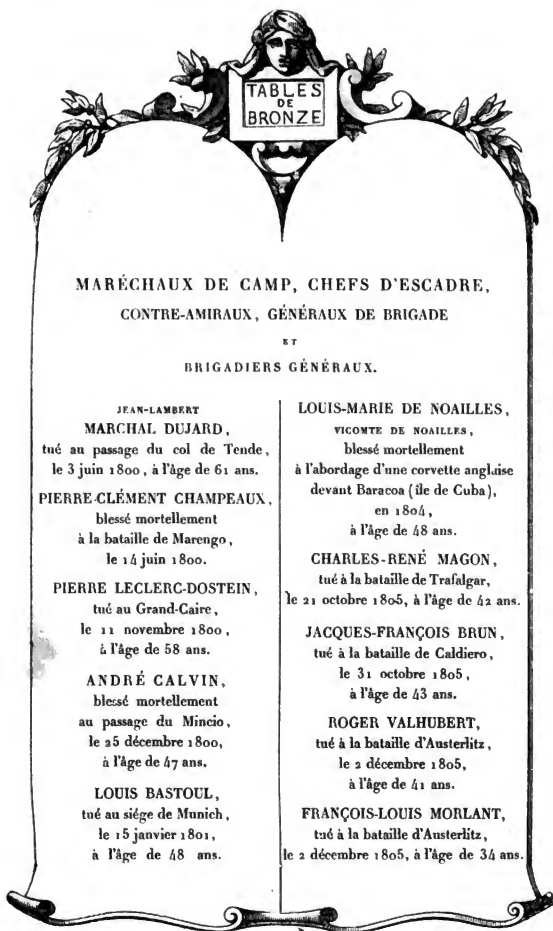 TABLES
DE
BRONZE
MARÉCHAUX DE CAMP, CHEFS D'ESCADRE,
CONTRE-AMIRAUX, GÉNÉRAUX DE BRIGADE
ET
BRIGADIERS GÉNÉRAUX.
JEAN-LAMBERT
MARCHAL DUJARD,
tué au passage du col de Tende,
le 3 juin 1800, à l'âge de 61 ans.
PIERRE-CLÉMENT CHAMPEAUX,
blessé mortellement
à la bataille de Marengo,
le 14 juin 1800.
PIERRE LECLERC-DOSTEIN,
tué au Grand-Caire,
le 11 novembre 1800,
à l'âge de 58 ans.
ANDRÉ CALVIN,
blessé mortellement
au passage du Mincio,
le 25 décembre 1800,
à l'âge de 47 ans.
LOUIS BASTOUL,
tué au siége de Munich,
le 15 janvier 1801,
à l'âge de 48 ans.
LOUIS-MARIE DE NOAILLES,
VICOMTE DE NOAILLES,
blessé mortellement
à l'abordage d'une corvette anglaise
devant Baracoa (île de Cuba),
en 1804,
à l'âge de 48 ans.
CHARLES-RENÉ MAGON,
tué à la bataille de Trafalgar,
le 21 octobre 1805, à l'âge de 42 ans.
JACQUES-FRANÇOIS BRUN,
tué à la bataille de Caldiero,
le 31 octobre 1805,
à l'âge de 43 ans.
ROGER VALHUBERT,
tué à la bataille d'Austerlitz,
le 2 décembre 1805,
à l'âge de 41 ans.
FRANÇOIS-LOUIS MORLANT,
tué à la bataille d'Austerlitz,
le 2 décembre 1805, à l'âge de 34 ans.